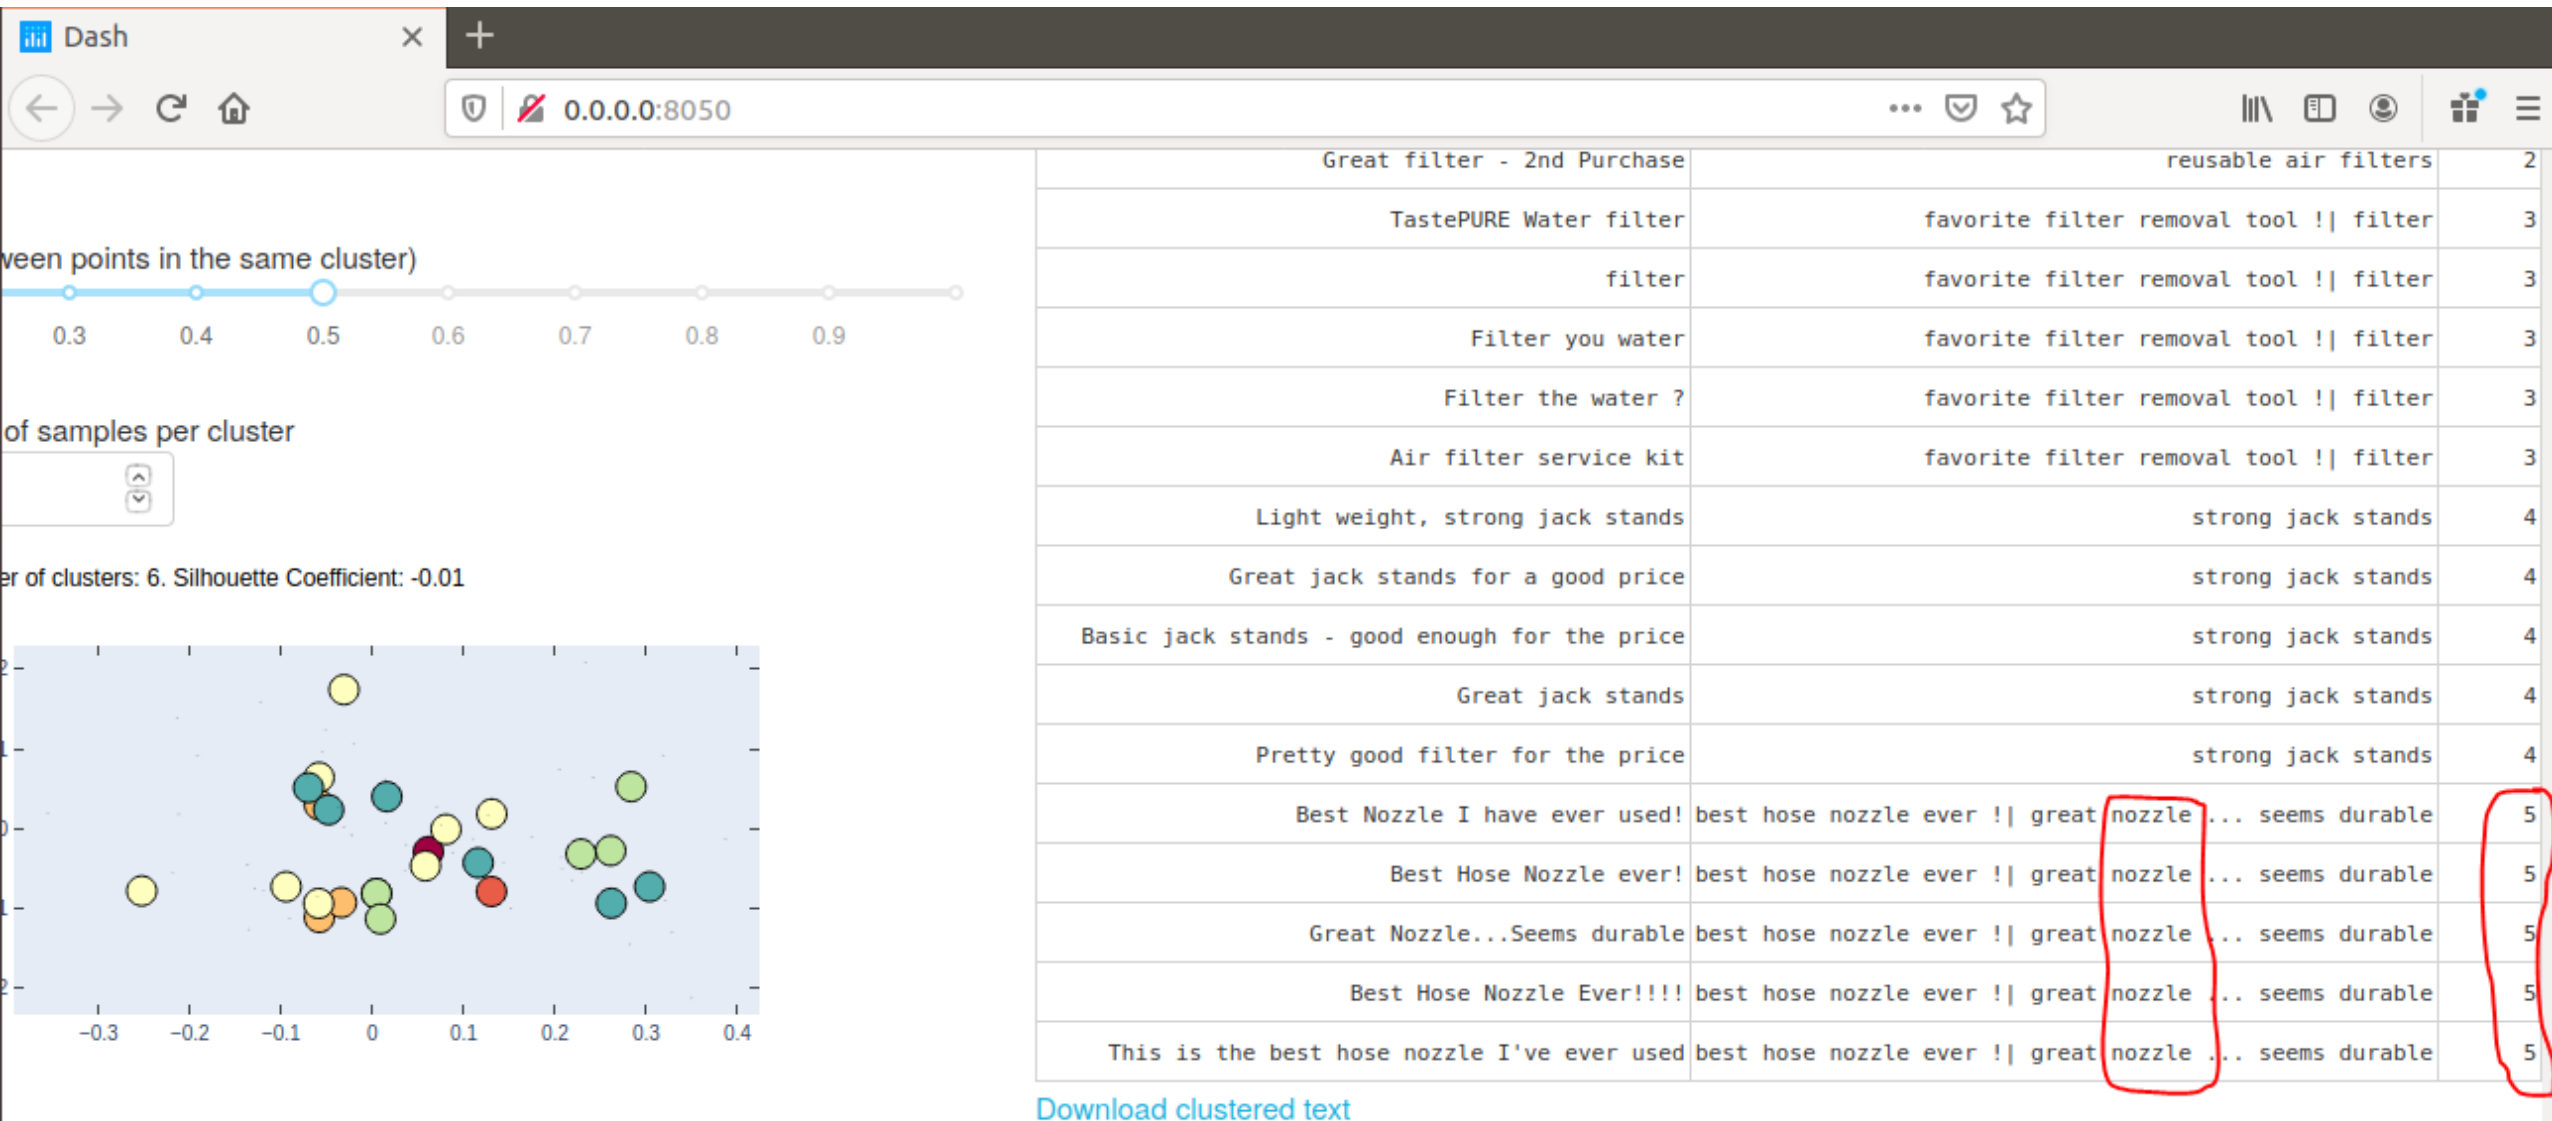 Dash
0.0.0.0:8050
ween points in the same cluster)
0.3 0.4 0.5 0.6 0.7 0.8 0.9
of samples per cluster
er of clusters: 6. Silhouette Coefficient: -0.01
2
1
0
1
2
−0.3 −0.2 −0.1 0 0.1 0.2 0.3 0.4
Great filter - 2nd Purchase reusable air filters 2
TastePURE Water filter favorite filter removal tool !| filter 3
filter favorite filter removal tool !| filter 3
Filter you water favorite filter removal tool !| filter 3
Filter the water ? favorite filter removal tool !| filter 3
Air filter service kit favorite filter removal tool !| filter 3
Light weight, strong jack stands strong jack stands 4
Great jack stands for a good price strong jack stands 4
Basic jack stands - good enough for the price strong jack stands 4
Great jack stands strong jack stands 4
Pretty good filter for the price strong jack stands 4
Best Nozzle I have ever used! best hose nozzle ever !| great nozzle ... seems durable 5
Best Hose Nozzle ever! best hose nozzle ever !| great nozzle ... seems durable 5
Great Nozzle...Seems durable best hose nozzle ever !| great nozzle ... seems durable 5
Best Hose Nozzle Ever!!!! best hose nozzle ever !| great nozzle ... seems durable 5
This is the best hose nozzle I've ever used best hose nozzle ever !| great nozzle ... seems durable 5
Download clustered text